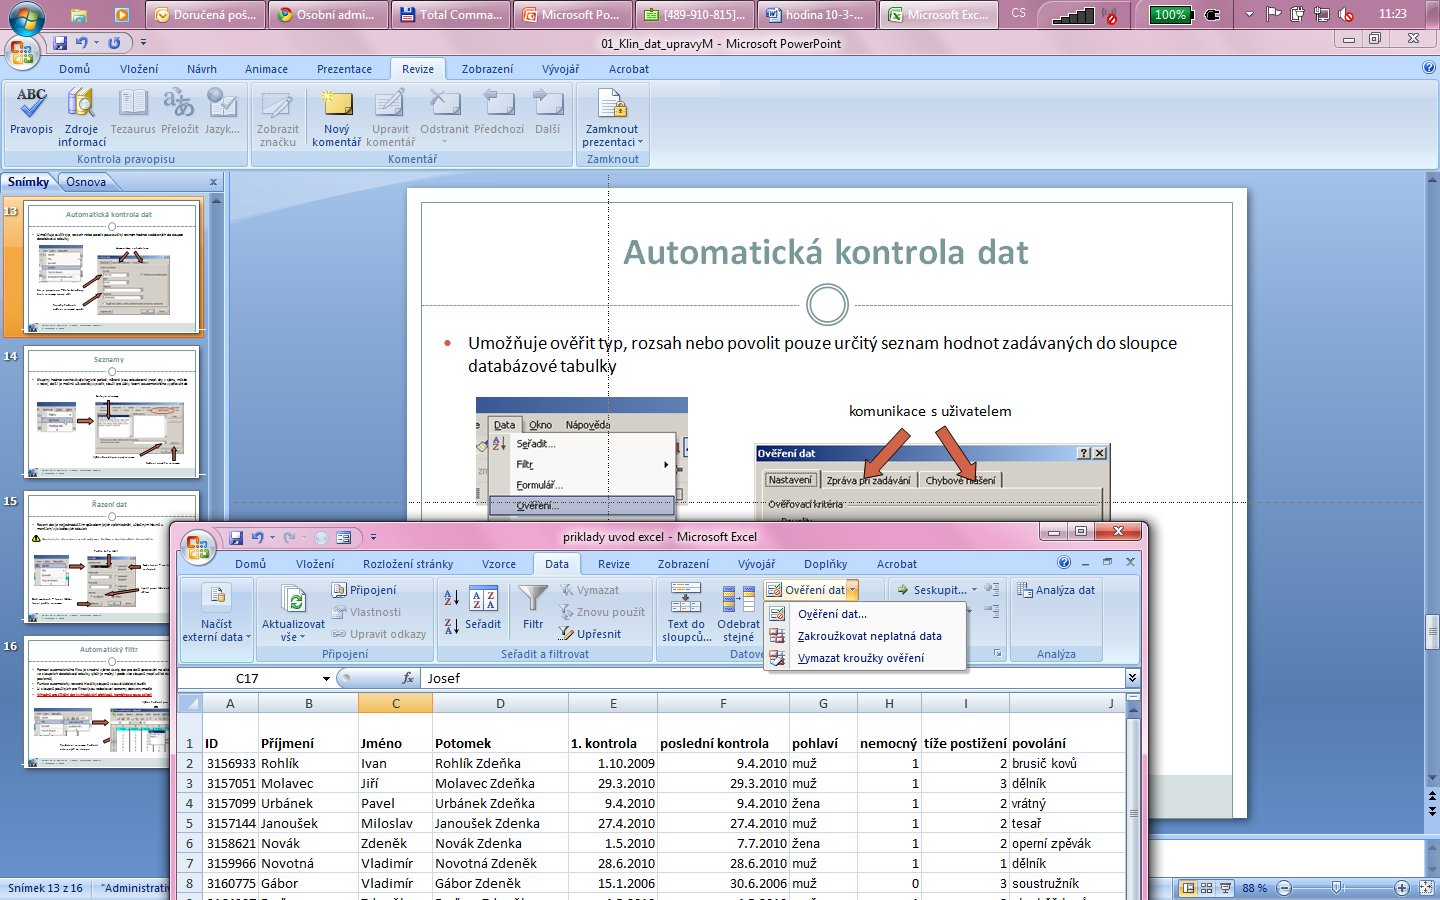 Doručená poš...
Osobní admi...
Total Comma...
Microsoft Po...
[489-910-815]...
hodina 10-3-...
Microsoft Exc...
CS
100%
11:23
01_Klin_dat_upravyM - Microsoft PowerPoint
Domů
Vložení
Návrh
Animace
Prezentace
Revize
Zobrazení
Vývojář
Acrobat
Pravopis
Zdroje informací
Tezaurus
Přeložit
Jazyk...
Zobrazit značku
Nový komentář
Upravit komentář
Odstranit
Předchozí
Další
Zamknout prezentaci
Kontrola pravopisu
Komentář
Zamknout
Snímky
Osnova
13
Automatická kontrola dat
14
Seznamy
15
Řazení dat
16
Automatický filtr
Automatická kontrola dat
Umožňuje ověřit typ, rozsah nebo povolit pouze určitý seznam hodnot zadávaných do sloupce
databázové tabulky
Data Okno Nápověda
Seřadit...
Filtr
Formulář...
Ověření...
komunikace s uživatelem
Ověření dat
Nastavení
Zpráva při zadávání
Chybové hlášení
Ověřovací kritéria
priklady uvod excel - Microsoft Excel
Domů
Vložení
Rozložení stránky
Vzorce
Data
Revize
Zobrazení
Vývojář
Doplňky
Acrobat
Načíst externí data
Aktualizovat vše
Připojení
Vlastnosti
Upravit odkazy
Seřadit
Filtr
Vymazat
Znovu použít
Upřesnit
Text do sloupců...
Odebrat stejné
Ověření dat
Seskupit...
Analýza dat
Ověření dat...
Zakroužkovat neplatná data
Vymazat kroužky ověření
Připojení
Seřadit a filtrovat
Datové
Analýza
C17
fx
Josef
A B C D E F G H I J
1 ID Příjmení Jméno Potomek 1. kontrola poslední kontrola pohlaví nemocný tíže postižení povolání
2 3156933 Rohlík Ivan Rohlík Zdeňka 1.10.2009 9.4.2010 muž 1 2 brusič kovů
3 3157051 Molavec Jiří Molavec Zdeňka 29.3.2010 29.3.2010 muž 1 3 dělník
4 3157099 Urbánek Pavel Urbánek Zdeňka 9.4.2010 9.4.2010 žena 1 2 vrátný
5 3157144 Janoušek Miloslav Janoušek Zdenka 27.4.2010 27.4.2010 muž 1 2 tesař
6 3158621 Novák Zdeněk Novák Zdenka 1.5.2010 7.7.2010 žena 1 2 operní zpěvák
7 3159966 Novotná Vladimír Novotná Zdeněk 28.6.2010 28.6.2010 muž 1 1 dělník
8 3160775 Gábor Vladimír Gábor Zdeněk 15.1.2006 30.6.2006 muž 0 3 soustružník
Snímek 13 z 16
88 %